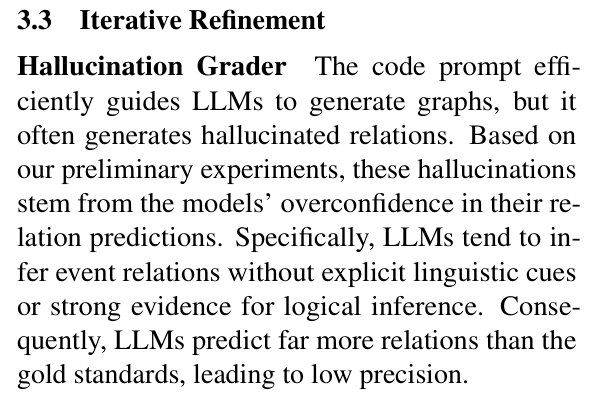 3.3 Iterative Refinement
Hallucination Grader The code prompt effi-
ciently guides LLMs to generate graphs, but it
often generates hallucinated relations. Based on
our preliminary experiments, these hallucinations
stem from the models' overconfidence in their re-
lation predictions. Specifically, LLMs tend to in-
fer event relations without explicit linguistic cues
or strong evidence for logical inference. Conse-
quently, LLMs predict far more relations than the
gold standards, leading to low precision.